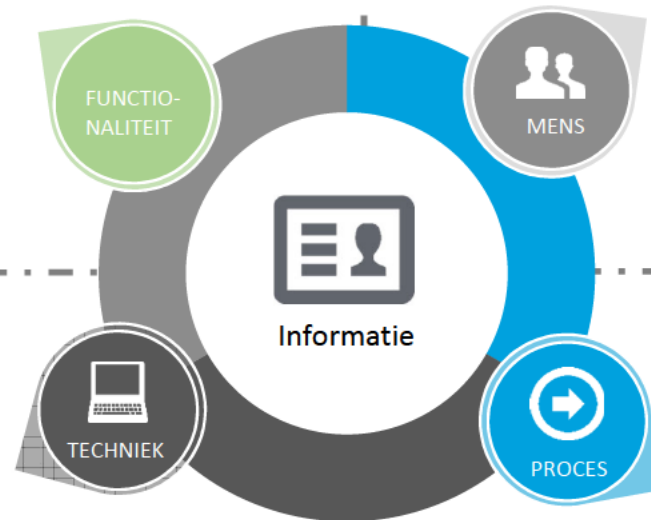 FUNCTIO-
NALITEIT
MENS
Informatie
TECHNIEK
PROCES